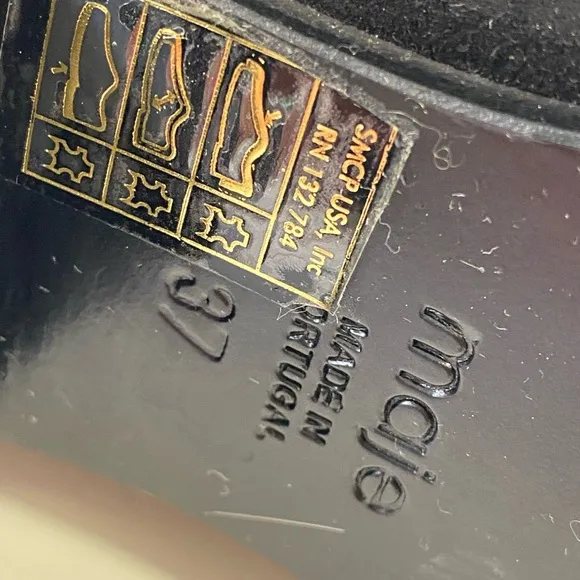 SMCP USA, Inc
RN 132 784
37
MADE IN
PORTUGAL
maje